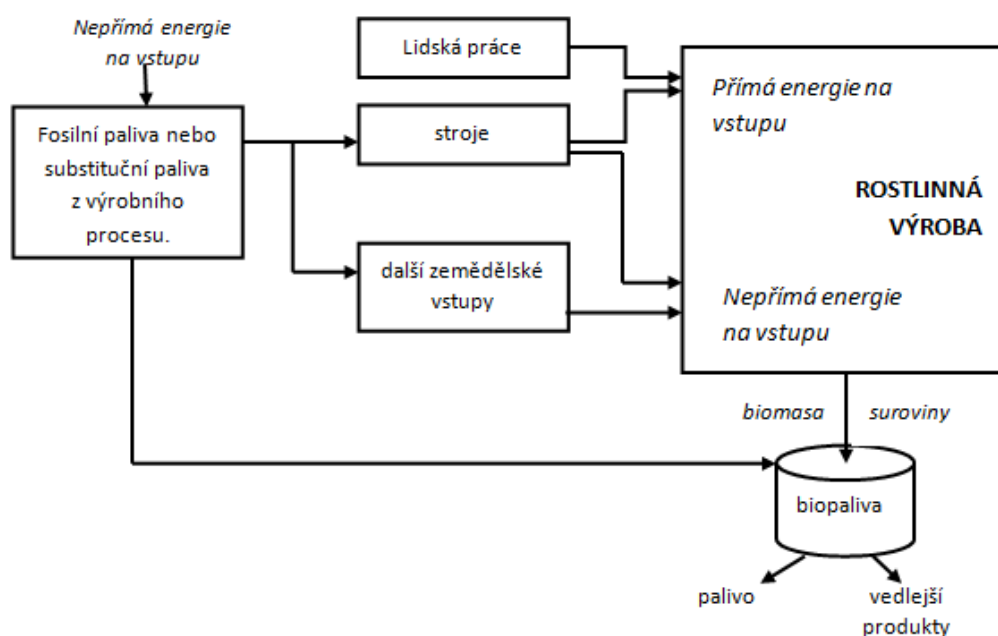 Nepřímá energie
na vstupu
Fosilní paliva nebo
substituční paliva
z výrobního
procesu.
Lidská práce
stroje
další zemědělské
vstupy
Přímá energie na
vstupu
ROSTLINNÁ
VÝROBA
Nepřímá energie
na vstupu
biomasa suroviny
biopaliva
palivo
vedlejší
produkty